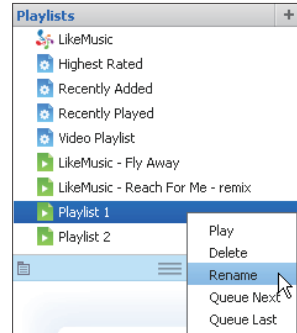 Playlists +
LikeMusic
Highest Rated
Recently Added
Recently Played
Video Playlist
LikeMusic - Fly Away
LikeMusic - Reach For Me - remix
Playlist 1
Play
Playlist 2
Delete
Rename
Queue Next
Queue Last